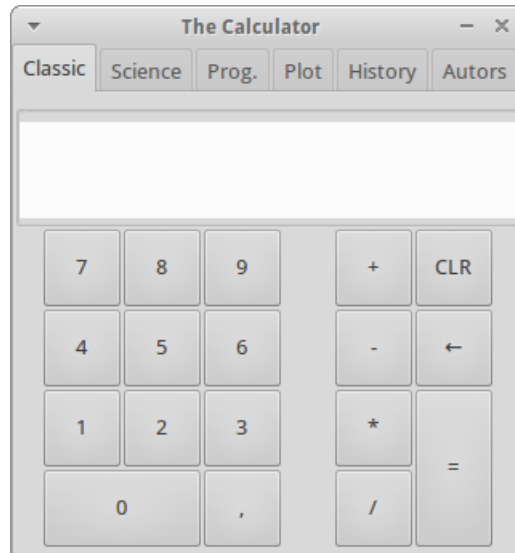 The Calculator
Classic Science Prog. Plot History Autors
7 8 9 + CLR
4 5 6 - ←
1 2 3 *
=
0 , /